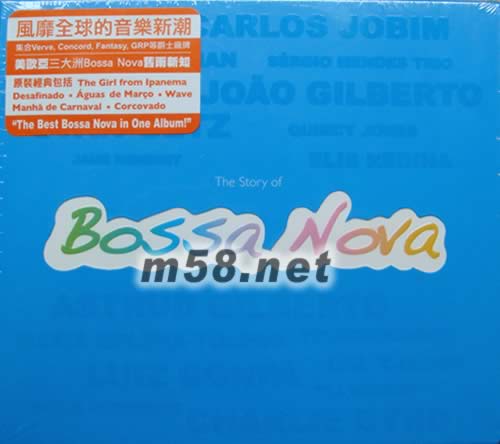 風靡全球的音樂新潮
集合Verve, Concord, Fantasy, GRP等爵士廠牌
美歐亞三大洲Bossa Nova舊雨新知
原裝經典包括 The Girl from Ipanema
Desafinado • Águas de Março • Wave
Manhã de Carnaval • Corcovado
"The Best Bossa Nova in One Album!"
CARLOS JOBIM
SÉRGIO MENDES TRIO
JOÃO GILBERTO
QUINCY JONES
ELIS REGINA
The Story of
Bossa Nova
m58.net
LUIZ BONFÁ